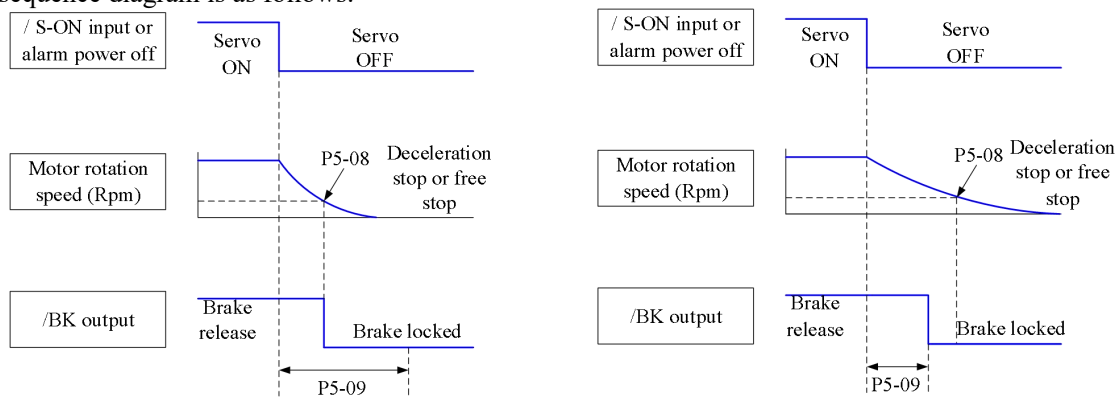 sequence diagram is as follows.
/ S-ON input or
alarm power off
Servo
ON
Servo
OFF
Motor rotation
speed (Rpm)
P5-08
Deceleration
stop or free
stop
/BK output
Brake
release
Brake locked
P5-09
/ S-ON input or
alarm power off
Servo
ON
Servo
OFF
Motor rotation
speed (Rpm)
P5-08
Deceleration
stop or free
stop
/BK output
Brake
release
Brake locked
P5-09